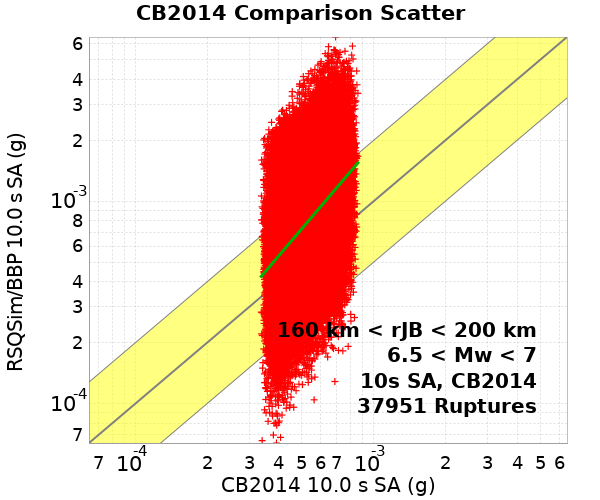 CB2014 Comparison Scatter
RSQSim/BBP 10.0 s SA (g)
6
4
3
2
10-3
8
6
4
3
2
10-4
7
160 km < rJB < 200 km
6.5 < Mw < 7
10s SA, CB2014
37951 Ruptures
7 10-4 2 3 4 5 6 7 10-3 2 3 4 5 6
CB2014 10.0 s SA (g)